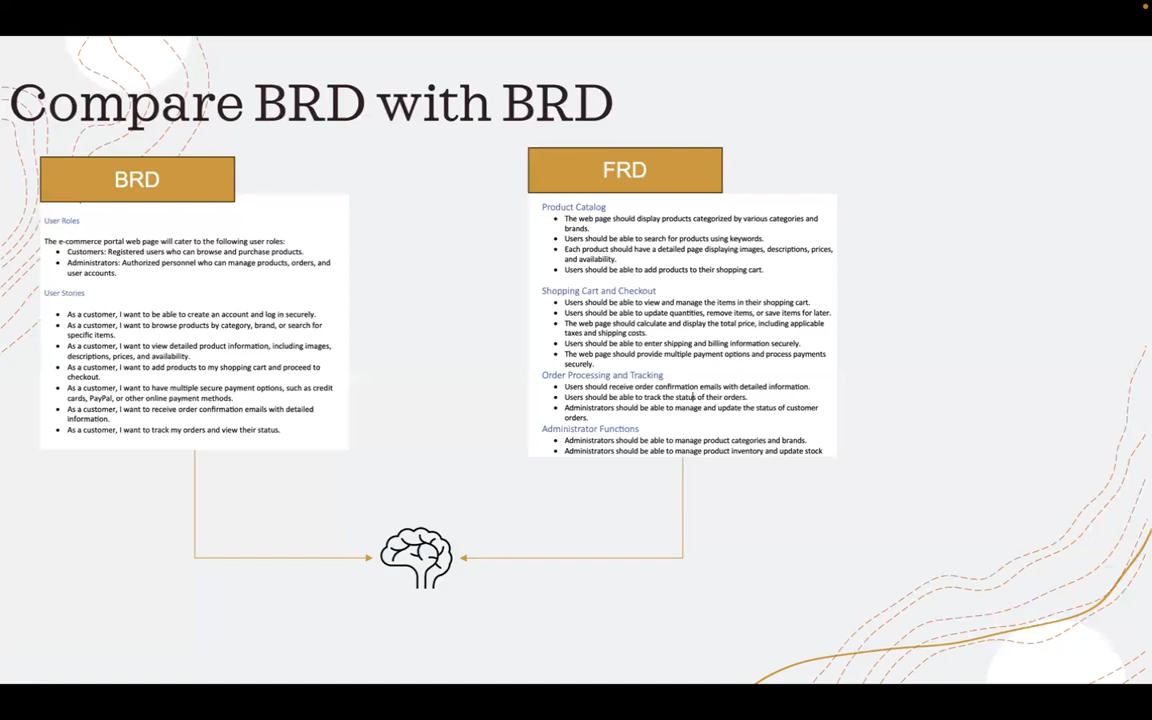 Compare BRD with BRD
BRD
User Roles
The e-commerce portal web page will cater to the following user roles:
• Customers: Registered users who can browse and purchase products.
• Administrators: Authorized personnel who can manage products, orders, and
user accounts.
User Stories
• As a customer, I want to be able to create an account and log in securely.
• As a customer, I want to browse products by category, brand, or search for
specific items.
• As a customer, I want to view detailed product information, including images,
descriptions, prices, and availability.
• As a customer, I want to add products to my shopping cart and proceed to
checkout.
• As a customer, I want to have multiple secure payment options, such as credit
cards, PayPal, or other online payment methods.
• As a customer, I want to receive order confirmation emails with detailed
information.
• As a customer, I want to track my orders and view their status.
FRD
Product Catalog
• The web page should display products categorized by various categories and
brands.
• Users should be able to search for products using keywords.
• Each product should have a detailed page displaying images, descriptions, prices,
and availability.
• Users should be able to add products to their shopping cart.
Shopping Cart and Checkout
• Users should be able to view and manage the items in their shopping cart.
• Users should be able to update quantities, remove items, or save items for later.
• The web page should calculate and display the total price, including applicable
taxes and shipping costs.
• Users should be able to enter shipping and billing information securely.
• The web page should provide multiple payment options and process payments
securely.
Order Processing and Tracking
• Users should receive order confirmation emails with detailed information.
• Users should be able to track the status of their orders.
• Administrators should be able to manage and update the status of customer
orders.
Administrator Functions
• Administrators should be able to manage product categories and brands.
• Administrators should be able to manage product inventory and update stock